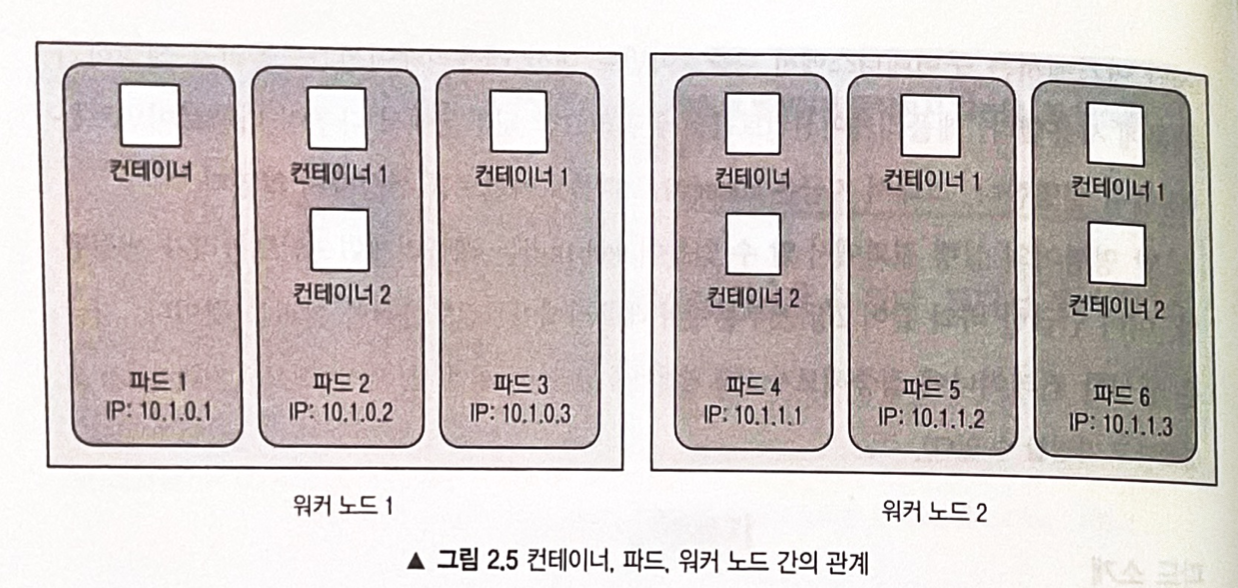 컨테이너
컨테이너 1
컨테이너 2
컨테이너 1
파드 1
IP: 10.1.0.1
파드 2
IP: 10.1.0.2
파드 3
IP: 10.1.0.3
워커 노드 1
컨테이너
컨테이너 2
컨테이너 1
컨테이너 1
컨테이너 2
파드 4
IP: 10.1.1.1
파드 5
IP: 10.1.1.2
파드 6
IP: 10.1.1.3
워커 노드 2
▲ 그림 2.5 컨테이너, 파드, 워커 노드 간의 관계